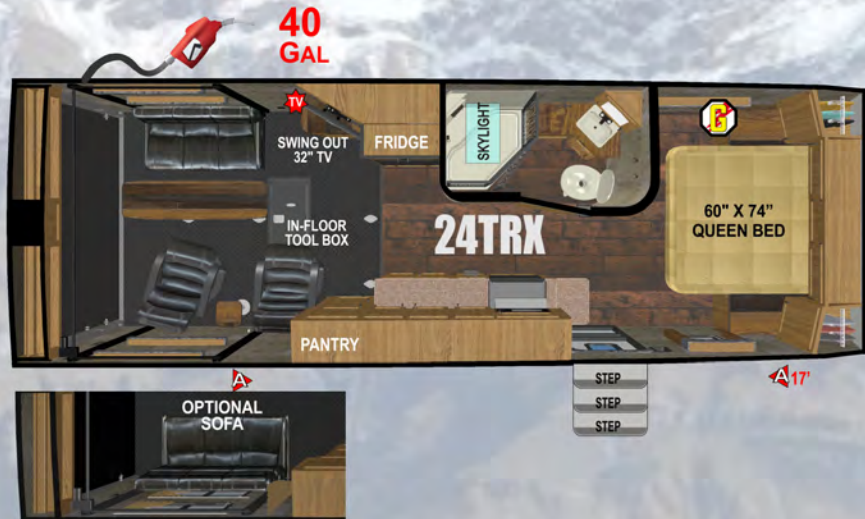 40
GAL
TV
SWING OUT
32" TV
FRIDGE
SKYLIGHT
G
IN-FLOOR
TOOL BOX
24TRX
60" X 74”
QUEEN BED
PANTRY
A
A 17'
STEP
STEP
STEP
OPTIONAL
SOFA